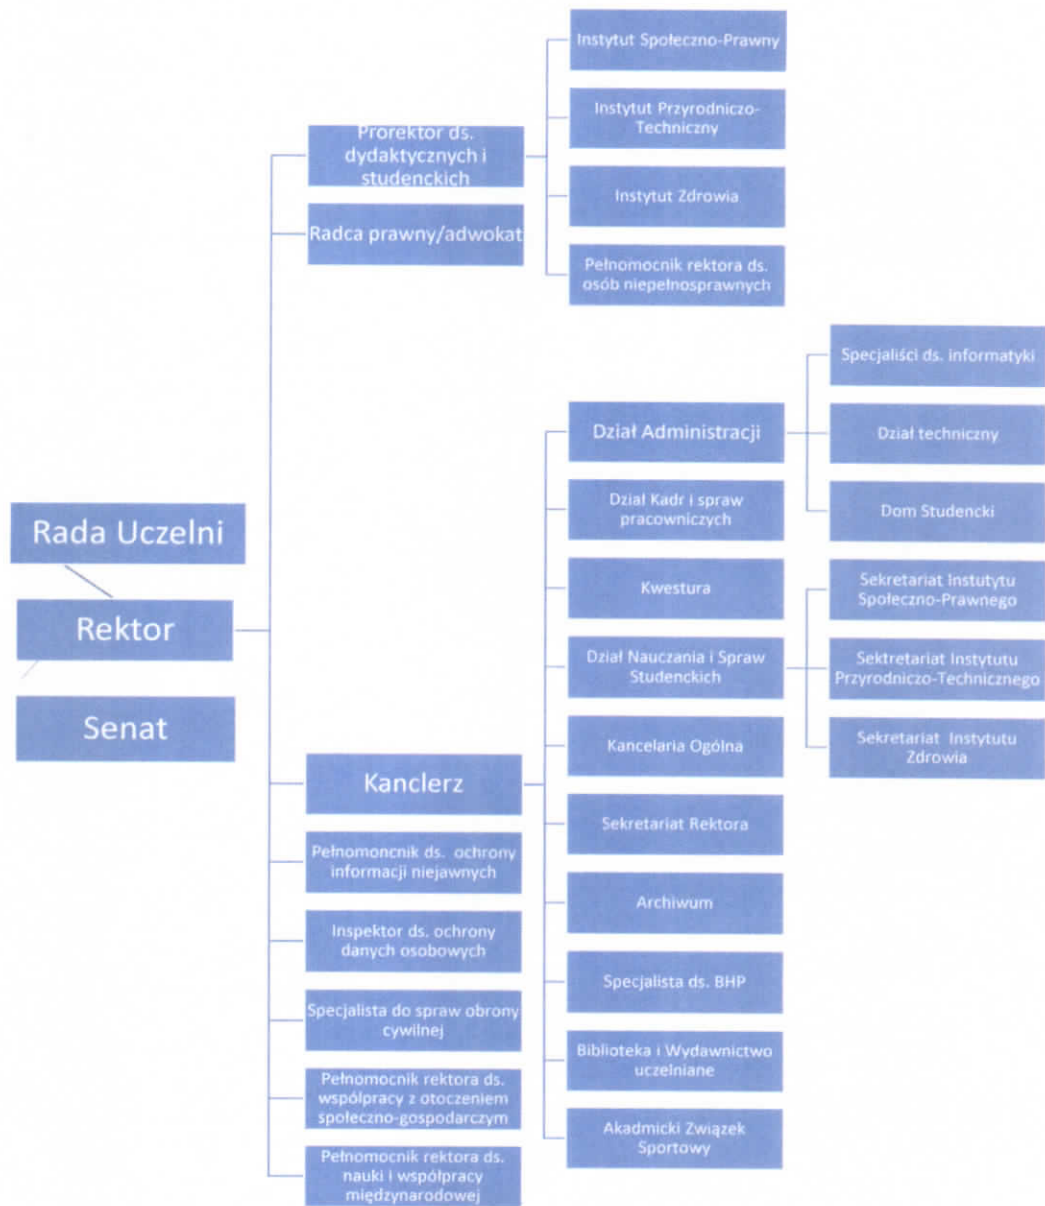 Instytut Społeczno-Prawny
Instytut Przyrodniczo-
Techniczny
Prorektor ds.
dydaktycznych i
studenckich
Instytut Zdrowia
Radca prawny/adwokat
Pełnomocnik rektora ds.
osób niepełnosprawnych
Specjaliści ds. informatyki
Dział Administracji
Dział techniczny
Dział Kadr i spraw
pracowniczych
Dom Studencki
Rada Uczelni
Kwestura
Sekretariat Instutytu
Społeczno-Prawnego
Rektor
Dział Nauczania i Spraw
Studenckich
Sektretariat Instytutu
Przyrodniczo-Technicznego
Senat
Kancelaria Ogólna
Sekretariat Instytutu
Zdrowia
Kanclerz
Sekretariat Rektora
Pełnomoncnik ds. ochrony
informacji niejawnych
Archiwum
Inspektor ds. ochrony
danych osobowych
Specjalista ds. BHP
Specjalista do spraw obrony
cywilnej
Biblioteka i Wydawnictwo
uczelniane
Pełnomocnik rektora ds.
współpracy z otoczeniem
społeczno-gospodarczym
Akadmicki Związek
Sportowy
Pełnomocnik rektora ds.
nauki i współpracy
międzynarodowej